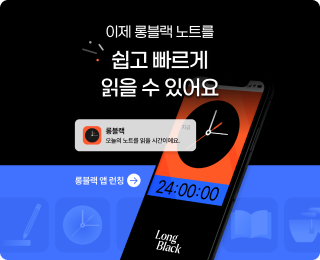 이제 롱블랙 노트를
쉽고 빠르게
읽을 수 있어요
롱블랙
오늘의 노트를 읽을 시간이에요.
롱블랙 앱 런칭
24:00:00
Long
Black